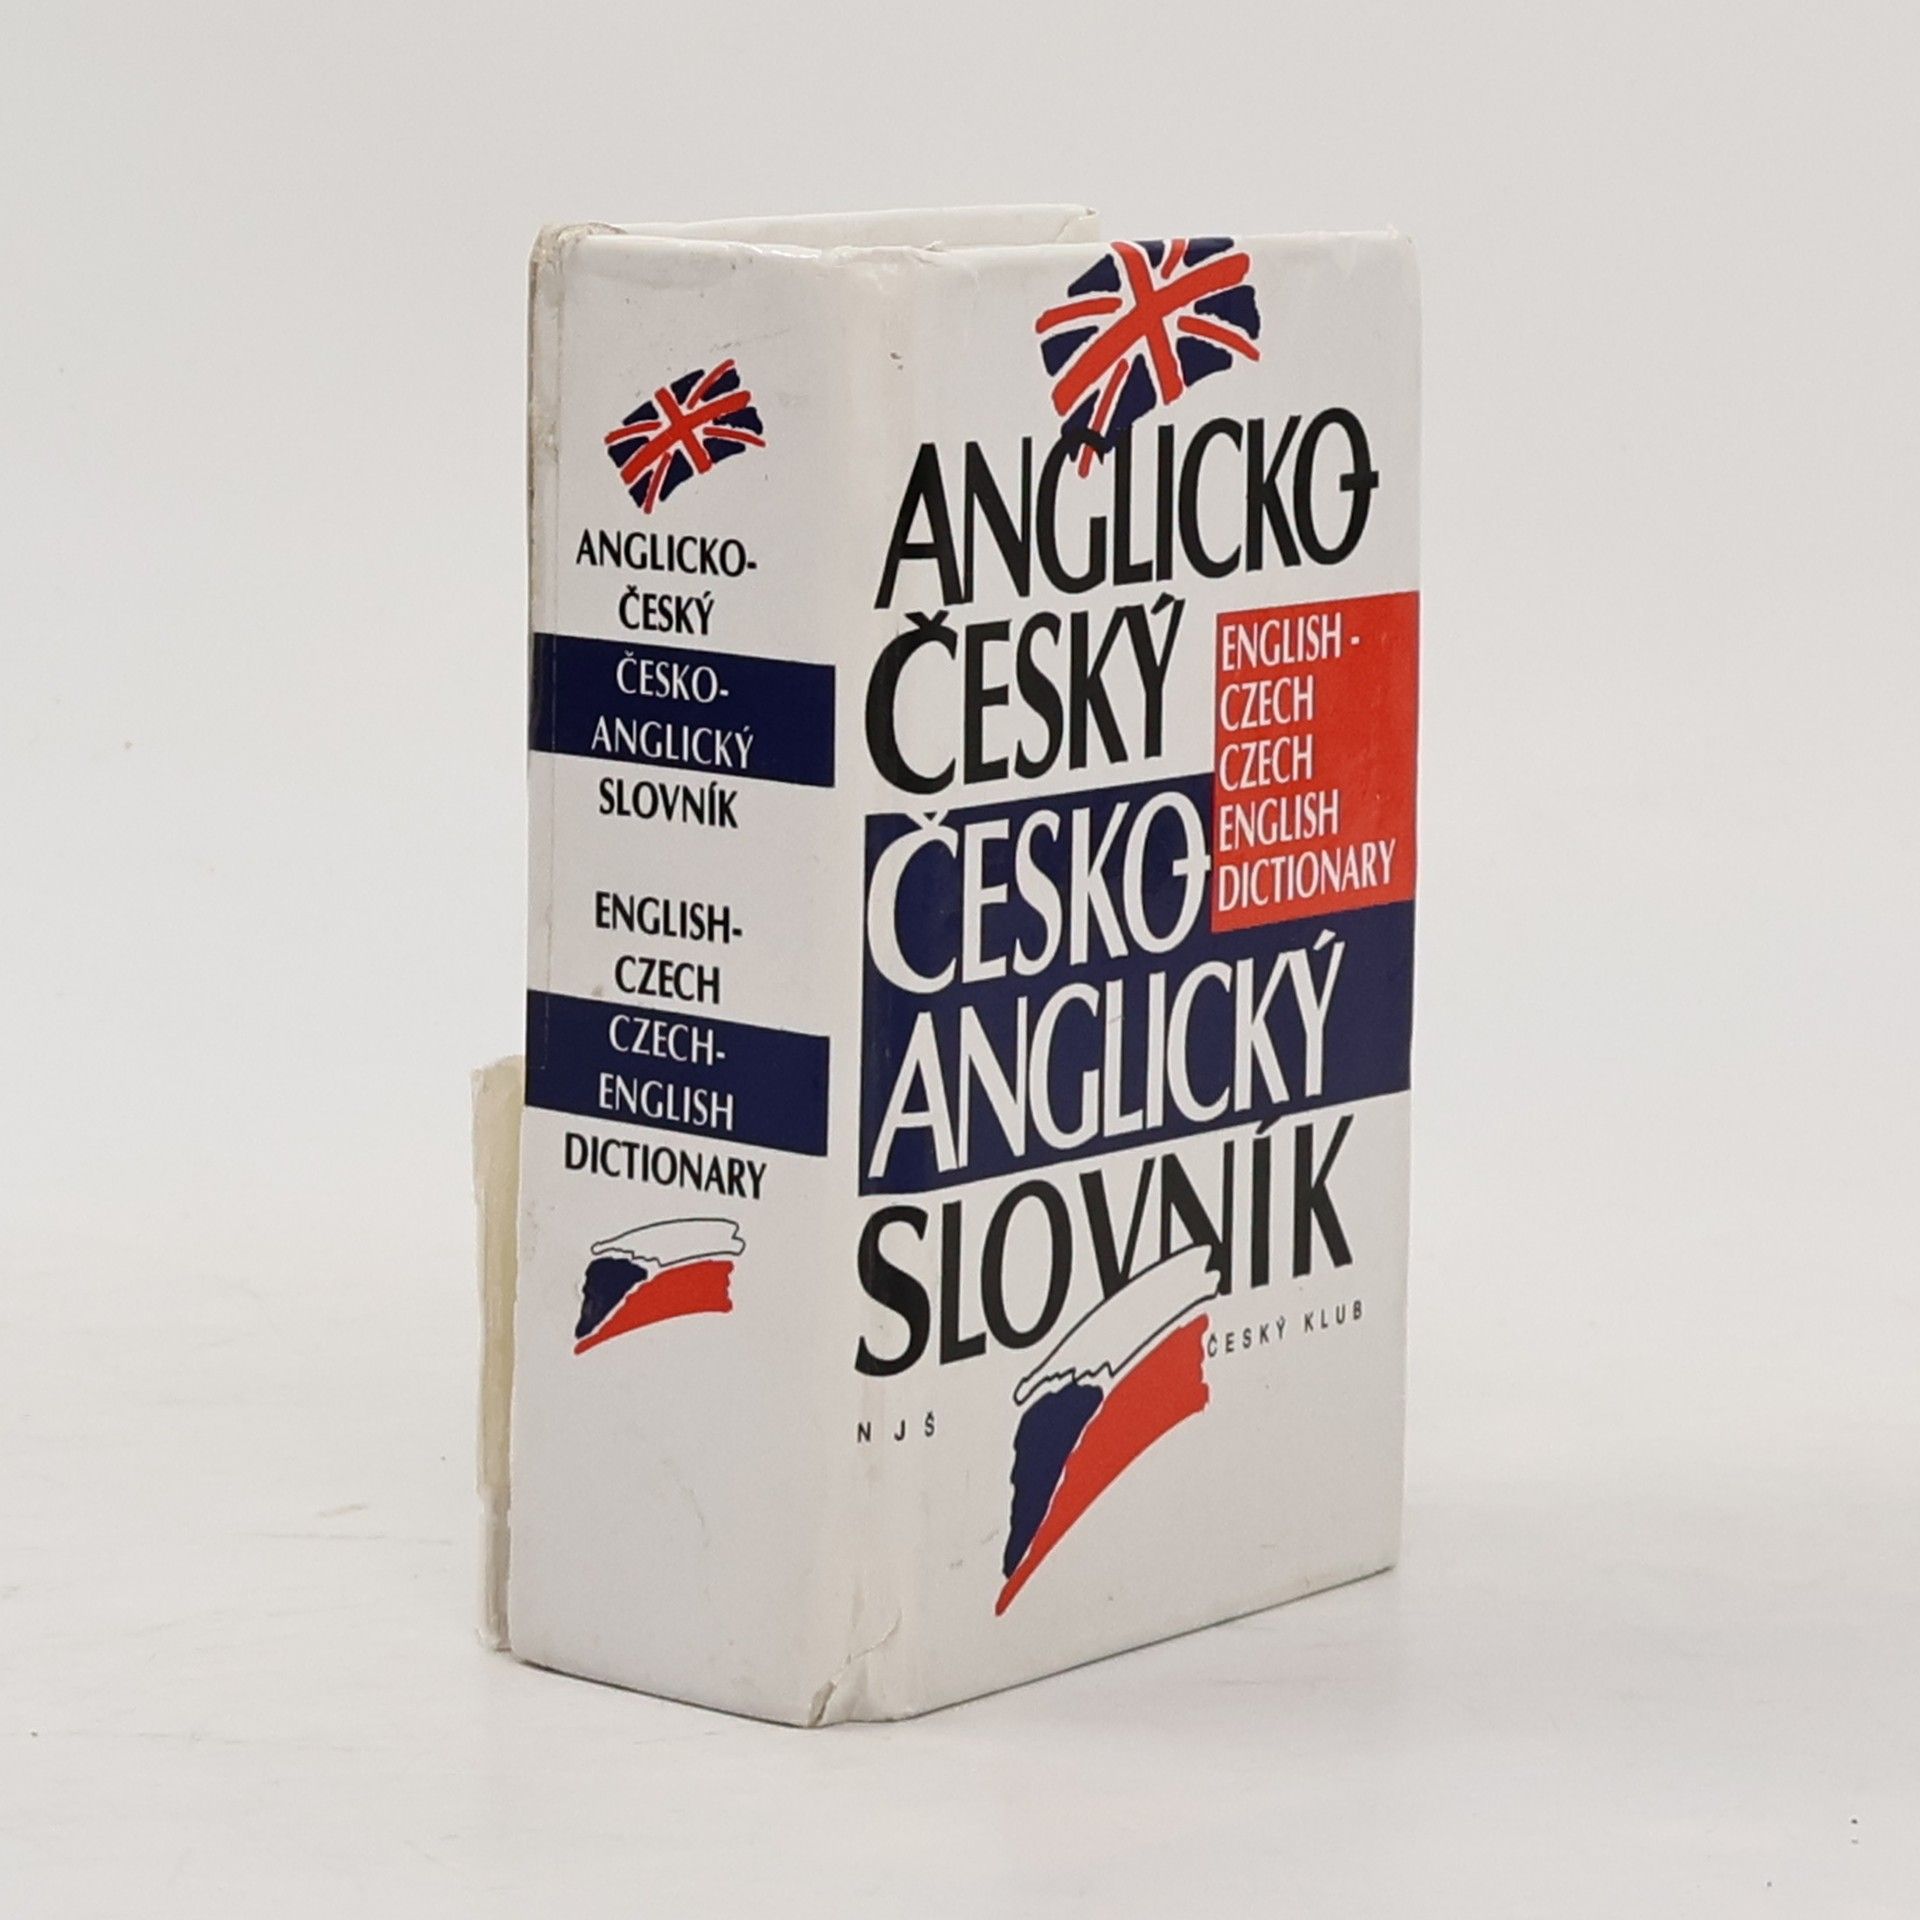 ANGLICKO-
ČESKÝ
ČESKO-
ANGLICKÝ
SLOVNÍK
ENGLISH-
CZECH
CZECH-
ENGLISH
DICTIONARY
ANGLICKO-
ČESKÝ
ČESKO-
ANGLICKÝ
SLOVNÍK
ENGLISH -
CZECH
CZECH
ENGLISH
DICTIONARY
NJŠ
ČESKÝ KLUB